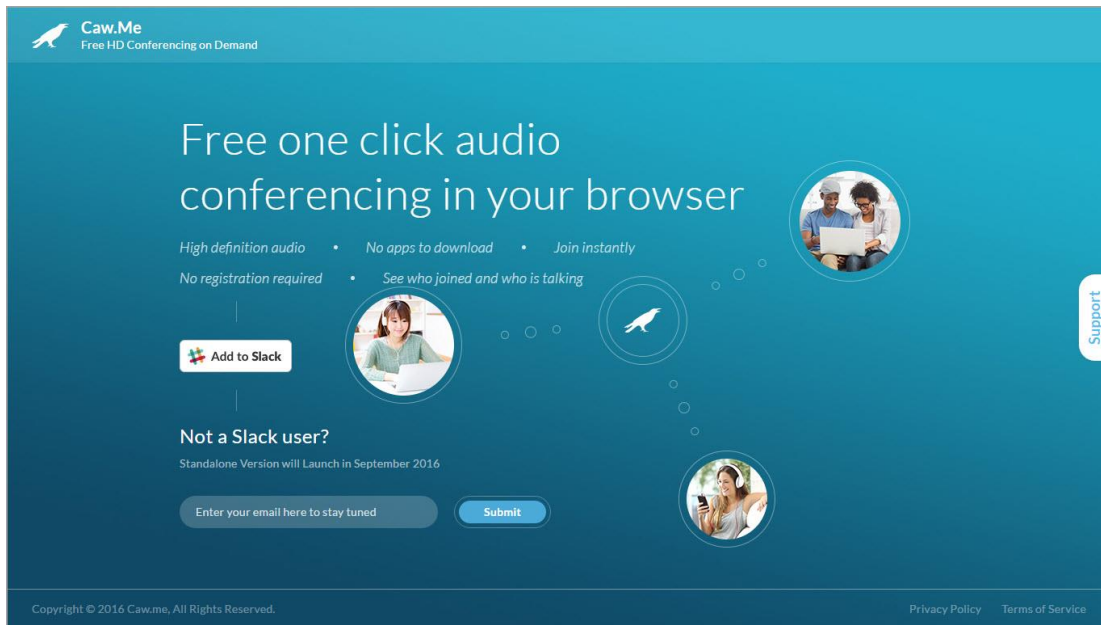 Caw.Me
Free HD Conferencing on Demand
Free one click audio
conferencing in your browser
High definition audio • No apps to download • Join instantly
No registration required • See who joined and who is talking
Add to Slack
Support
Not a Slack user?
Standalone Version will Launch in September 2016
Enter your email here to stay tuned Submit
Copyright © 2016 Caw.me, All Rights Reserved. Privacy Policy Terms of Service